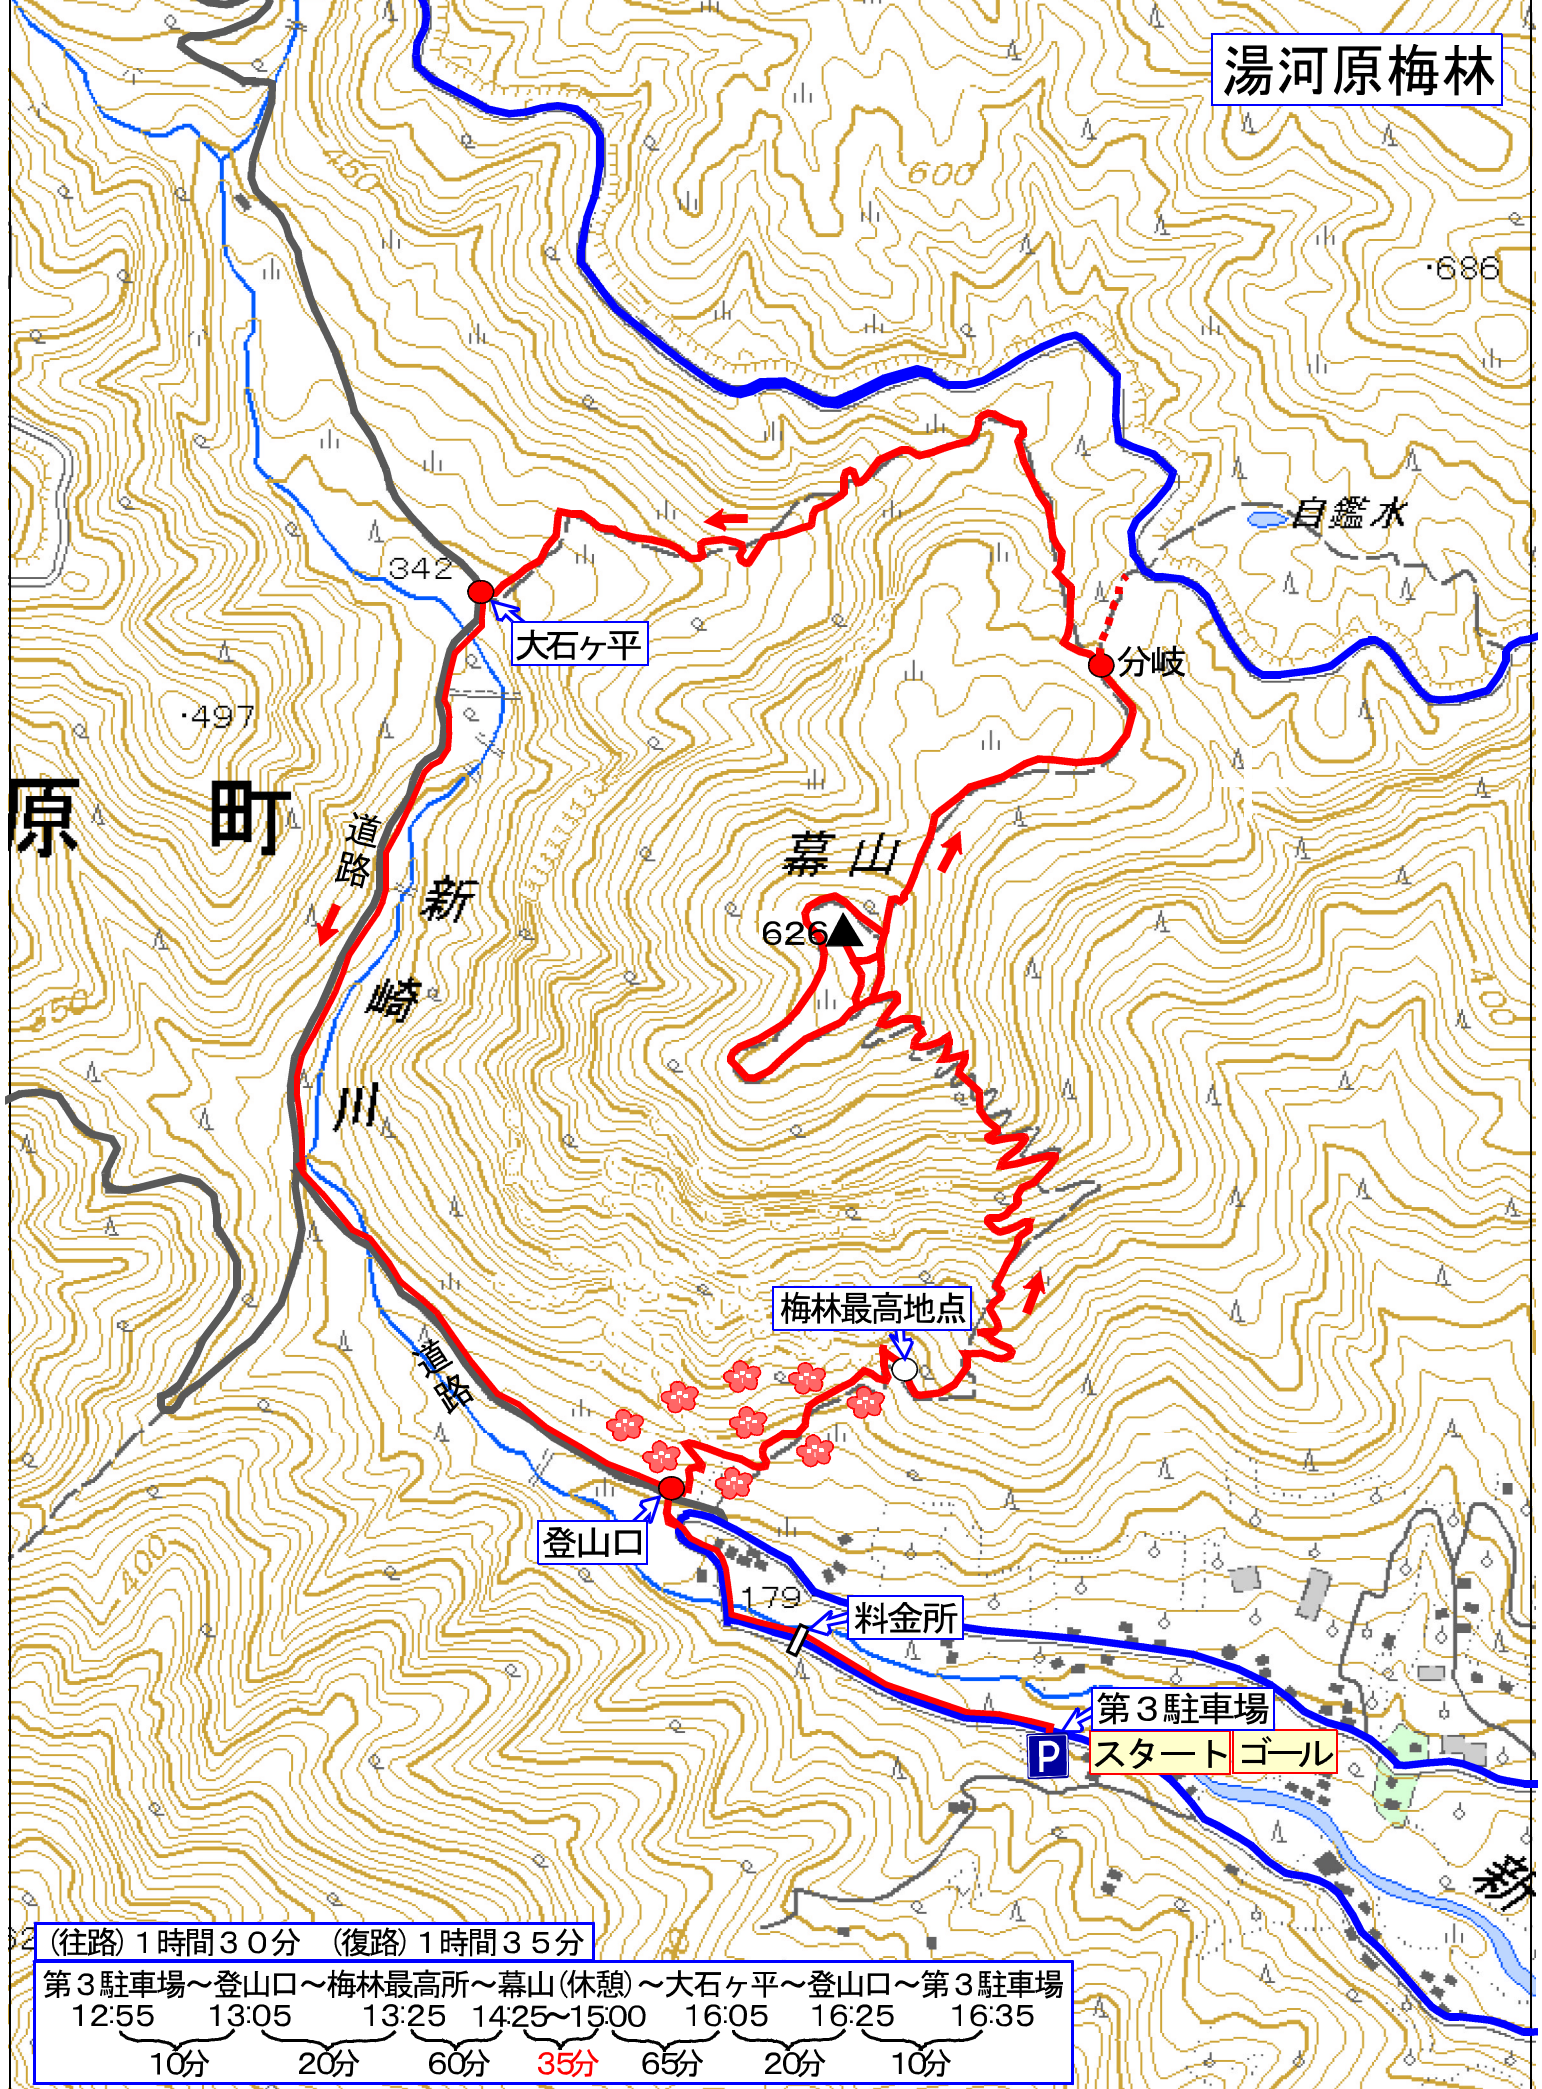 湯河原梅林
450
600
・686
自鑑水
342
大石ヶ平
分岐
・497
原 町
道路
幕山
626
新崎川
350
400
梅林最高地点
道路
登山口
400
179
料金所
第3駐車場
P
スタート ゴール
新
(往路)1時間30分 (復路)1時間35分
第3駐車場～登山口～梅林最高所～幕山(休憩)～大石ヶ平～登山口～第3駐車場
12:55 13:05 13:25 14:25～15:00 16:05 16:25 16:35
10分 20分 60分 35分 65分 20分 10分